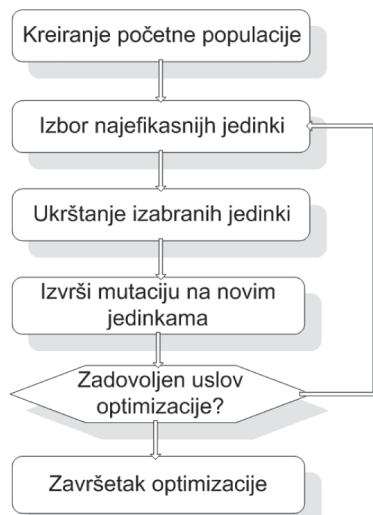 Kreiranje početne populacije
Izbor najefikasnijih jedinki
Ukrštanje izabranih jedinki
Izvrši mutaciju na novim
jedinkama
Zadovoljen uslov
optimizacije?
Završetak optimizacije